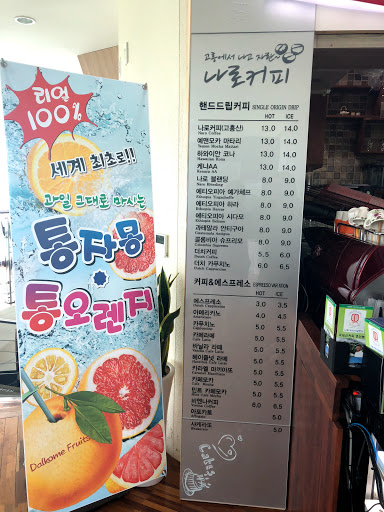 리얼
100%
세계 최초로!!
과일 그대로 마시는
통자몽
통오렌지
Dalkome Fruits
고흥에서 나고 자란~
나로커피
핸드드립커피 SINGLE ORIGIN DRIP
HOT ICE
나로커피(고흥산) 13.0 14.0
예멘모카 마타리 13.0 14.0
하와이안 코나 13.0 14.0
케냐AA 13.0 14.0
나로 블랜딩 8.0 9.0
에티오피아 예가체프 8.0 9.0
에티오피아 하라 8.0 9.0
에티오피아 시다모 8.0 9.0
과테말라 안티구아 8.0 9.0
콜롬비아 슈프리모 8.0 9.0
더치커피 5.5 6.0
더치 카푸치노 6.5
커피&에스프레소 ESPRESSO VARIATION
HOT ICE
에스프레소 3.0 3.5
아메리카노 4.0 4.5
카푸치노
카페라떼 5.0 5.5
바닐라 라떼 5.0 5.5
헤이즐넛 라떼 5.0 5.5
카라멜 마끼아또 5.0 5.5
카페모카 5.0 5.5
민트 카페모카 5.0 5.5
비엔나커피 6.0 6.5
아포카토 5.0
샤케라또 5.0